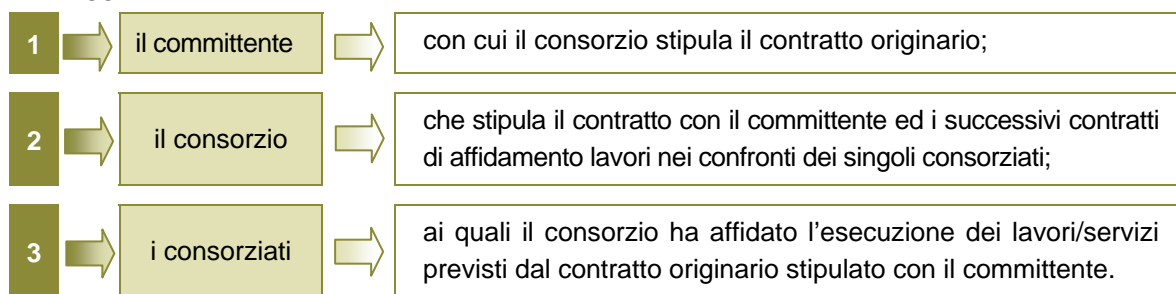 1 il committente con cui il consorzio stipula il contratto originario;
2 il consorzio che stipula il contratto con il committente ed i successivi contratti
di affidamento lavori nei confronti dei singoli consorziati;
3 i consorziati ai quali il consorzio ha affidato l'esecuzione dei lavori/servizi
previsti dal contratto originario stipulato con il committente.